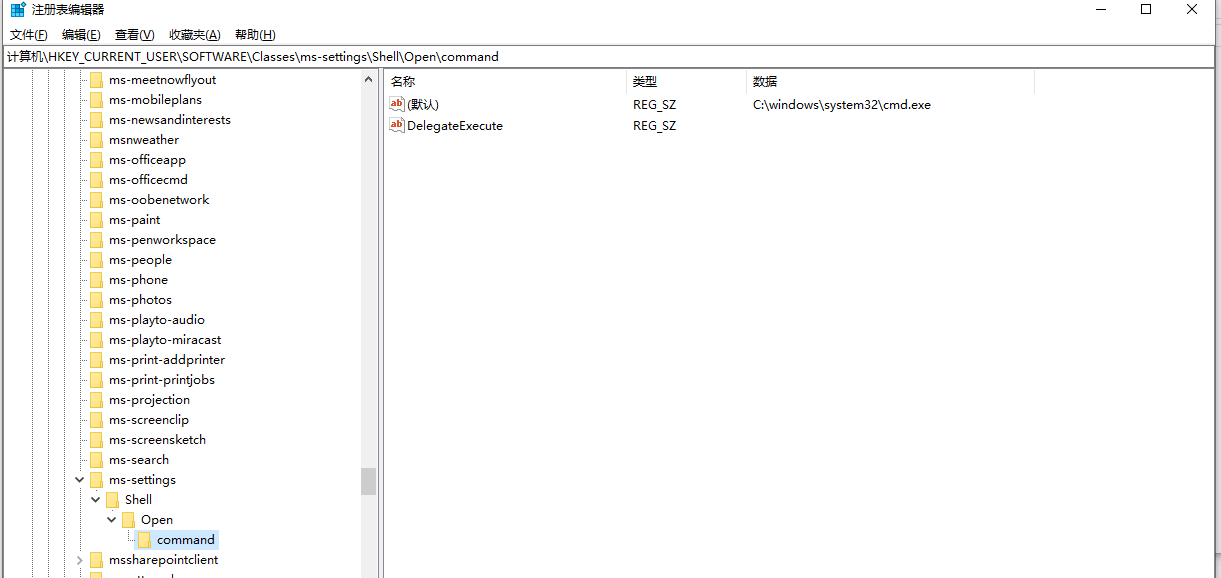 注册表编辑器
文件(F) 编辑(E) 查看(V) 收藏夹(A) 帮助(H)
计算机\HKEY_CURRENT_USER\SOFTWARE\Classes\ms-settings\Shell\Open\command
ms-meetnowflyout
ms-mobileplans
ms-newsandinterests
msnweather
ms-officeapp
ms-officecmd
ms-oobenetwork
ms-paint
ms-penworkspace
ms-people
ms-phone
ms-photos
ms-playto-audio
ms-playto-miracast
ms-print-addprinter
ms-print-printjobs
ms-projection
ms-screenclip
ms-screensketch
ms-search
ms-settings
Shell
Open
command
mssharepointclient
名称 类型 数据
ab (默认) REG_SZ C:\windows\system32\cmd.exe
ab DelegateExecute REG_SZ